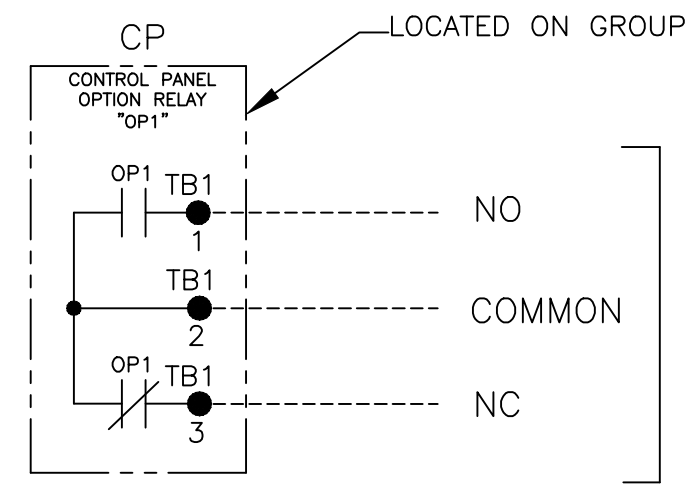 LOCATED ON GROUP
CP
CONTROL PANEL
OPTION RELAY
"OP1"
OP1 TB1
1
NO
TB1
2
COMMON
OP1 TB1
3
NC